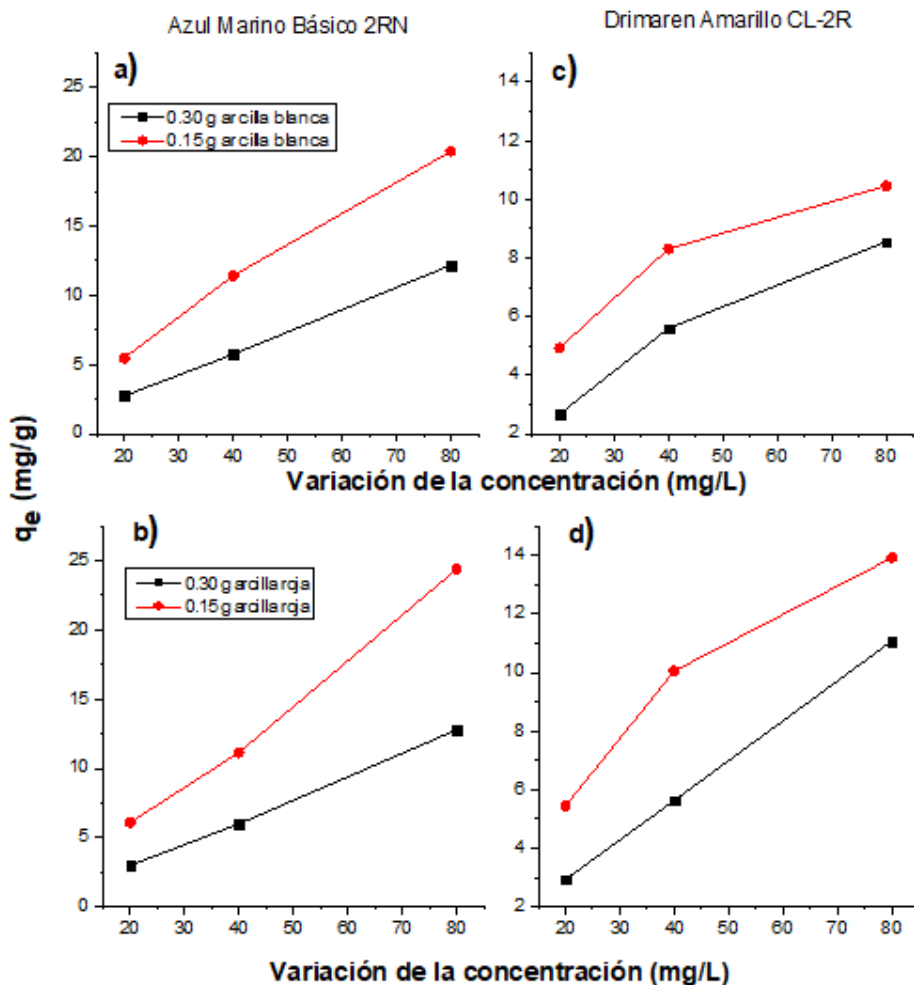 Azul Marino Básico 2RN
Drimaren Amarillo CL-2R
a)
25
20
15
10
5
0
0.30 g arcilla blanca
0.15 g arcilla blanca
20 30 40 50 60 70 80
c)
14
12
10
8
6
4
2
20 30 40 50 60 70 80
Variación de la concentración (mg/L)
qe (mg/g)
b)
25
20
15
10
5
0
0.30 g arcilla roja
0.15 g arcilla roja
20 30 40 50 60 70 80
d)
14
12
10
8
6
4
2
20 30 40 50 60 70 80
Variación de la concentración (mg/L)